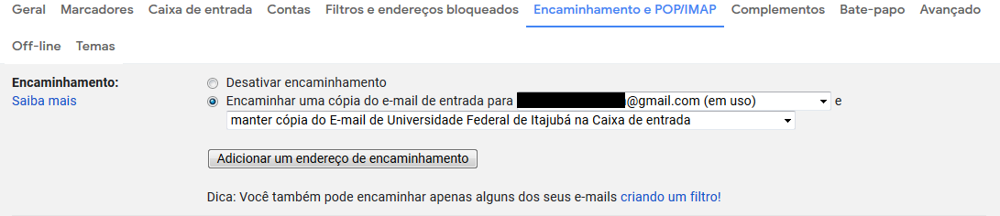 Geral Marcadores Caixa de entrada Contas Filtros e endereços bloqueados Encaminhamento e POP/IMAP Complementos Bate-papo Avançado
Off-line Temas
Encaminhamento: Desativar encaminhamento
Saiba mais Encaminhar uma cópia do e-mail de entrada para @gmail.com (em uso) e
manter cópia do E-mail de Universidade Federal de Itajubá na Caixa de entrada
Adicionar um endereço de encaminhamento
Dica: Você também pode encaminhar apenas alguns dos seus e-mails criando um filtro!